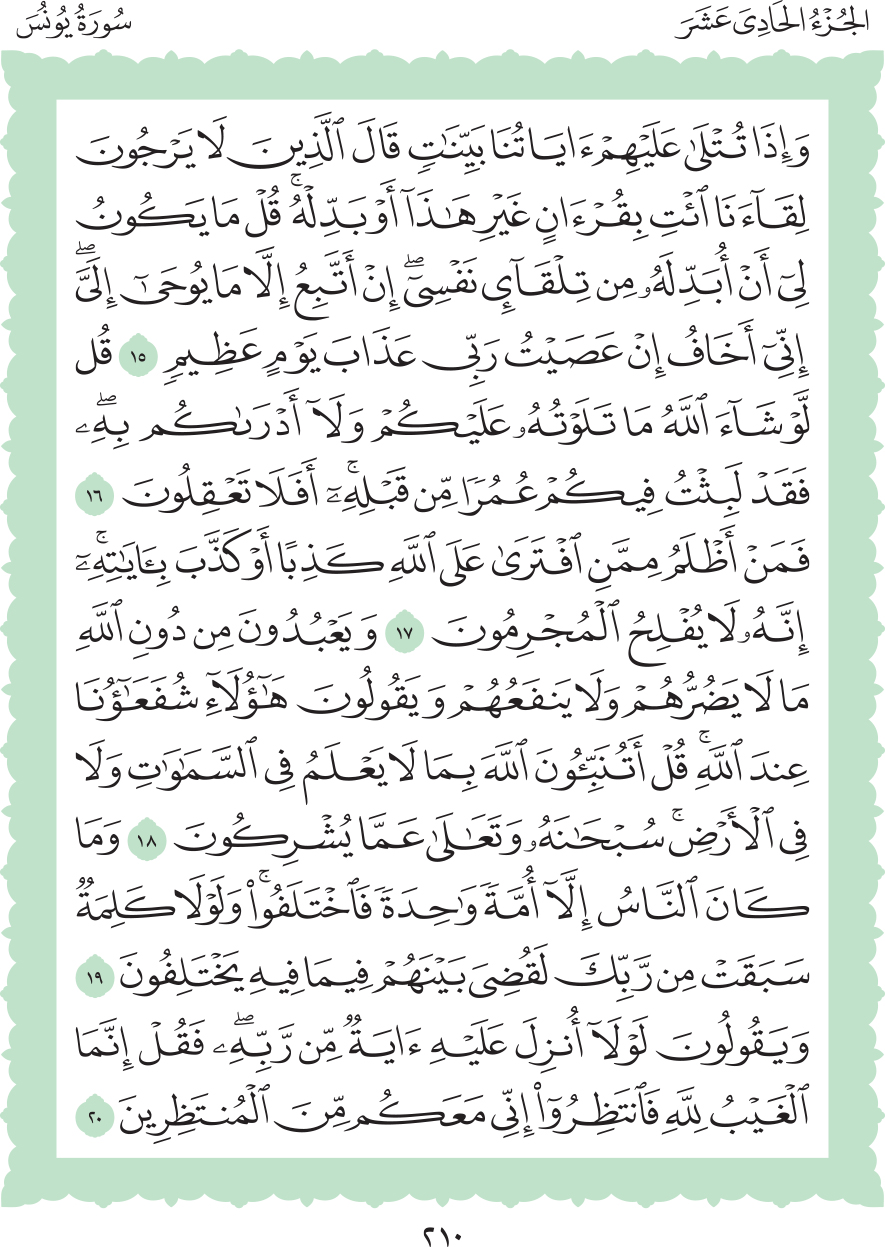 الجُزْءُ الحَادِىَ عَشَرَ
سُورَةُ يُونُسَ
وَإِذَا تُتۡلَىٰ عَلَيۡهِمۡ ءَايَاتُنَا بَيِّنَٰتٖ قَالَ ٱلَّذِينَ لَا يَرۡجُونَ
لِقَآءَنَا ٱئۡتِ بِقُرۡءَانٍ غَيۡرِ هَٰذَآ أَوۡ بَدِّلۡهُۚ قُلۡ مَا يَكُونُ
لِيٓ أَنۡ أُبَدِّلَهُۥ مِن تِلۡقَآيِٕ نَفۡسِيٓۖ إِنۡ أَتَّبِعُ إِلَّا مَا يُوحَىٰٓ إِلَيَّۖ
إِنِّيٓ أَخَافُ إِنۡ عَصَيۡتُ رَبِّي عَذَابَ يَوۡمٍ عَظِيمٖ ١٥ قُل
لَّوۡ شَآءَ ٱللَّهُ مَا تَلَوۡتُهُۥ عَلَيۡكُمۡ وَلَآ أَدۡرَىٰكُم بِهِۦۖ
فَقَدۡ لَبِثۡتُ فِيكُمۡ عُمُرٗا مِّن قَبۡلِهِۦٓۚ أَفَلَا تَعۡقِلُونَ ١٦
فَمَنۡ أَظۡلَمُ مِمَّنِ ٱفۡتَرَىٰ عَلَى ٱللَّهِ كَذِبًا أَوۡ كَذَّبَ بِـَٔايَٰتِهِۦٓۚ
إِنَّهُۥ لَا يُفۡلِحُ ٱلۡمُجۡرِمُونَ ١٧ وَيَعۡبُدُونَ مِن دُونِ ٱللَّهِ
مَا لَا يَضُرُّهُمۡ وَلَا يَنفَعُهُمۡ وَيَقُولُونَ هَٰٓؤُلَآءِ شُفَعَٰٓؤُنَا
عِندَ ٱللَّهِۚ قُلۡ أَتُنَبِّـُٔونَ ٱللَّهَ بِمَا لَا يَعۡلَمُ فِي ٱلسَّمَٰوَٰتِ وَلَا
فِي ٱلۡأَرۡضِۚ سُبۡحَٰنَهُۥ وَتَعَٰلَىٰ عَمَّا يُشۡرِكُونَ ١٨ وَمَا
كَانَ ٱلنَّاسُ إِلَّآ أُمَّةٗ وَٰحِدَةٗ فَٱخۡتَلَفُواْۚ وَلَوۡلَا كَلِمَةٞ
سَبَقَتۡ مِن رَّبِّكَ لَقُضِيَ بَيۡنَهُمۡ فِيمَا فِيهِ يَخۡتَلِفُونَ ١٩
وَيَقُولُونَ لَوۡلَآ أُنزِلَ عَلَيۡهِ ءَايَةٞ مِّن رَّبِّهِۦۖ فَقُلۡ إِنَّمَا
ٱلۡغَيۡبُ لِلَّهِ فَٱنتَظِرُوٓاْ إِنِّي مَعَكُم مِّنَ ٱلۡمُنتَظِرِينَ ٢٠
٢١٠